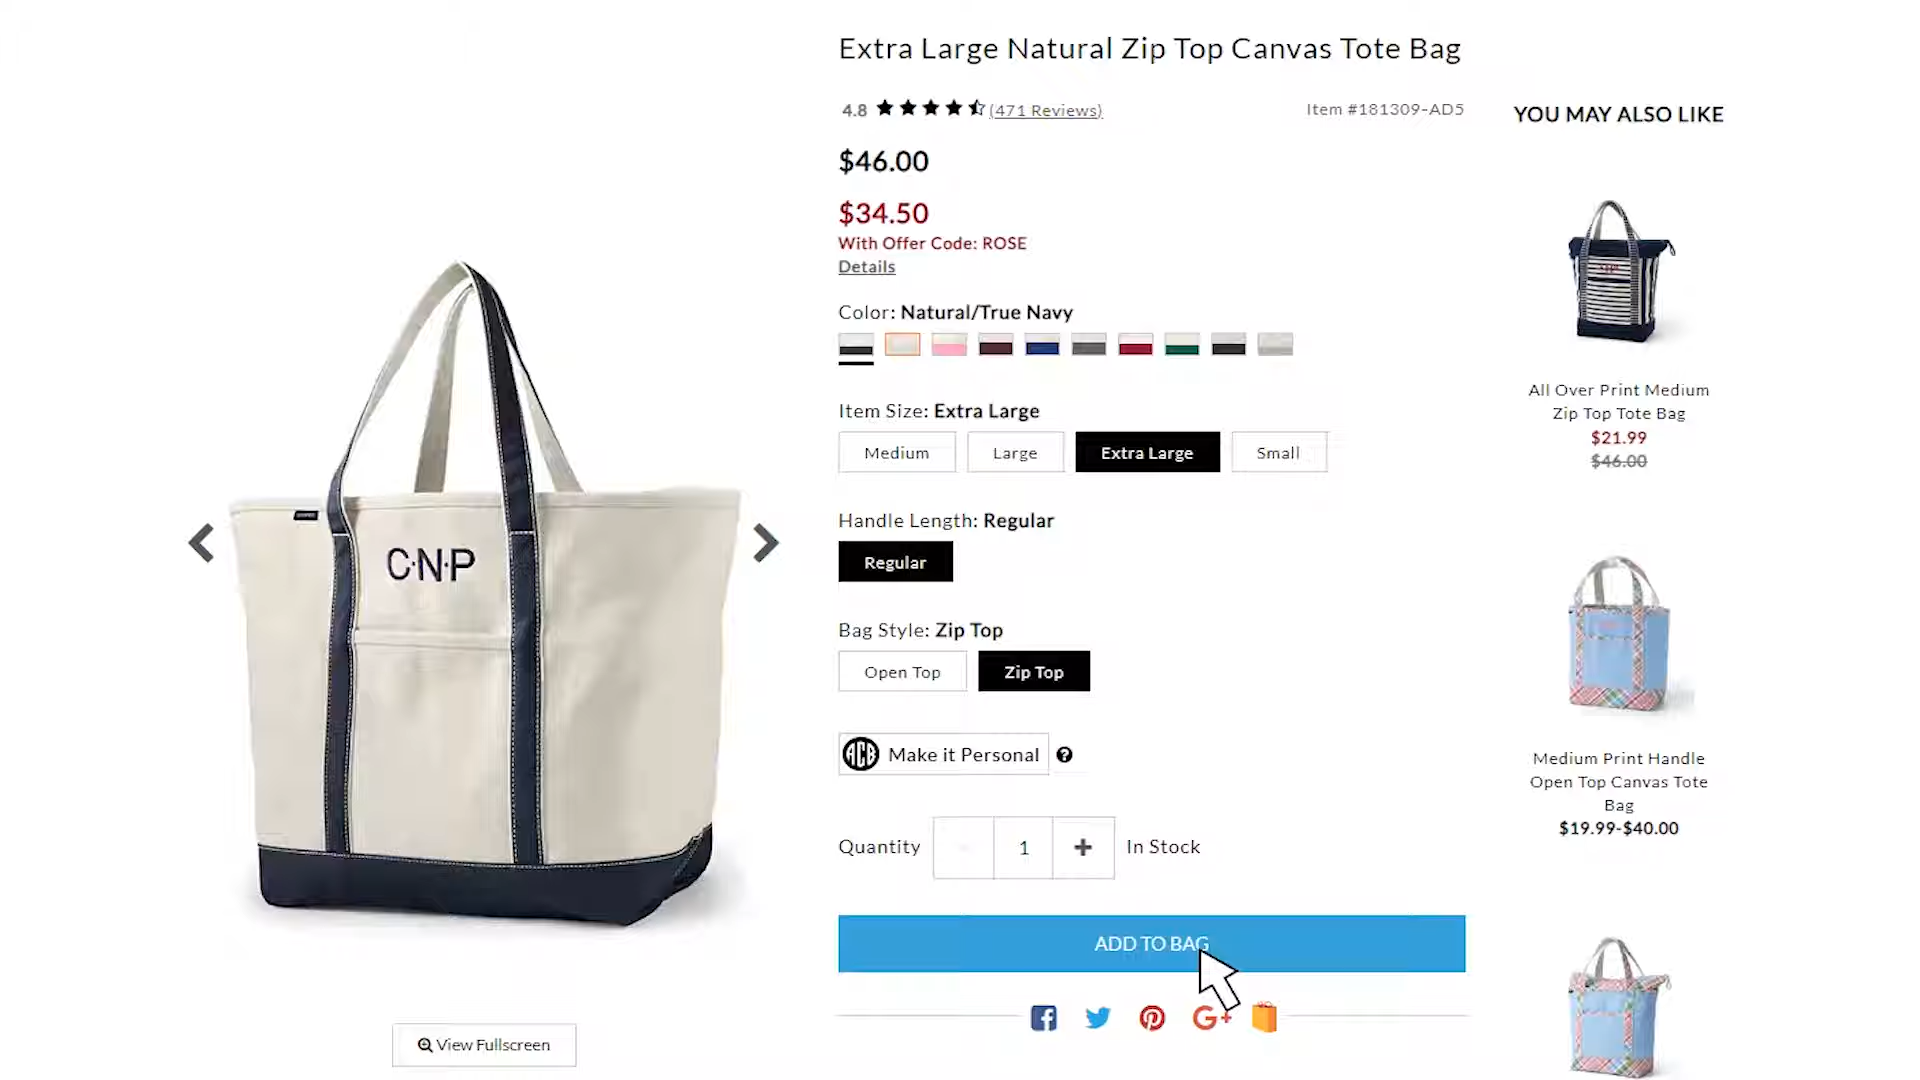 Extra Large Natural Zip Top Canvas Tote Bag
4.8 (471 Reviews) Item #181309-AD5
$46.00
$34.50
With Offer Code: ROSE
Details
Color: Natural/True Navy
Item Size: Extra Large
Medium Large Extra Large Small
Handle Length: Regular
Regular
Bag Style: Zip Top
Open Top Zip Top
ACB Make it Personal ?
Quantity - 1 + In Stock
ADD TO BAG
G+
C·N·P
View Fullscreen
YOU MAY ALSO LIKE
All Over Print Medium
Zip Top Tote Bag
$21.99
$46.00
Medium Print Handle
Open Top Canvas Tote
Bag
$19.99-$40.00